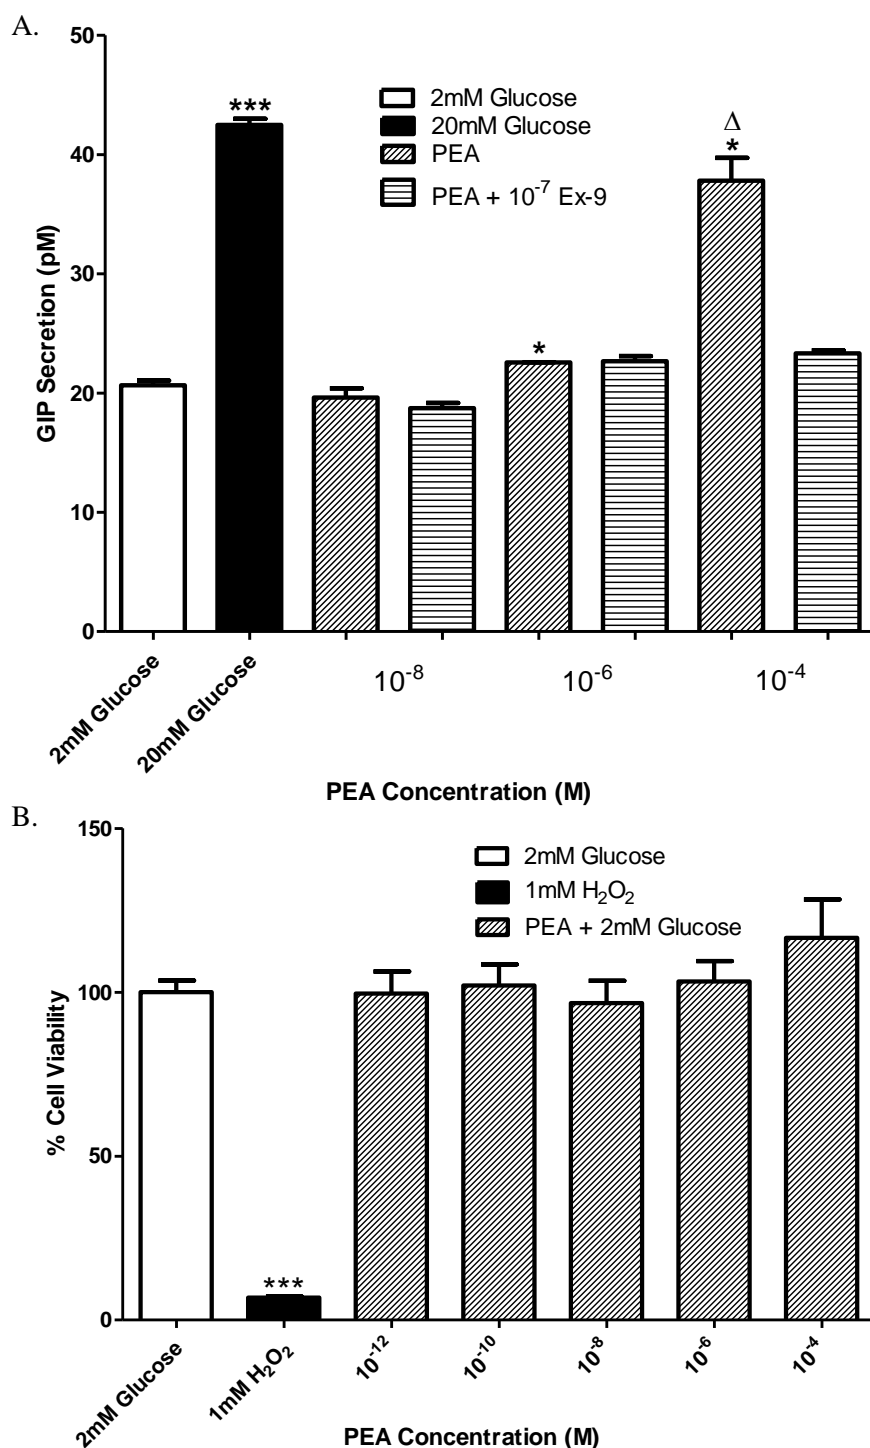 A.
50
40
30
20
10
0
GIP Secretion (pM)
***
Δ
*
*
2mM Glucose
20mM Glucose
PEA
PEA + 10⁻⁷ Ex-9
2mM Glucose
20mM Glucose
10⁻⁸
10⁻⁶
10⁻⁴
PEA Concentration (M)
B.
150
100
50
0
% Cell Viability
2mM Glucose
1mM H₂O₂
PEA + 2mM Glucose
***
2mM Glucose
1mM H₂O₂
10⁻¹²
10⁻¹⁰
10⁻⁸
10⁻⁶
10⁻⁴
PEA Concentration (M)